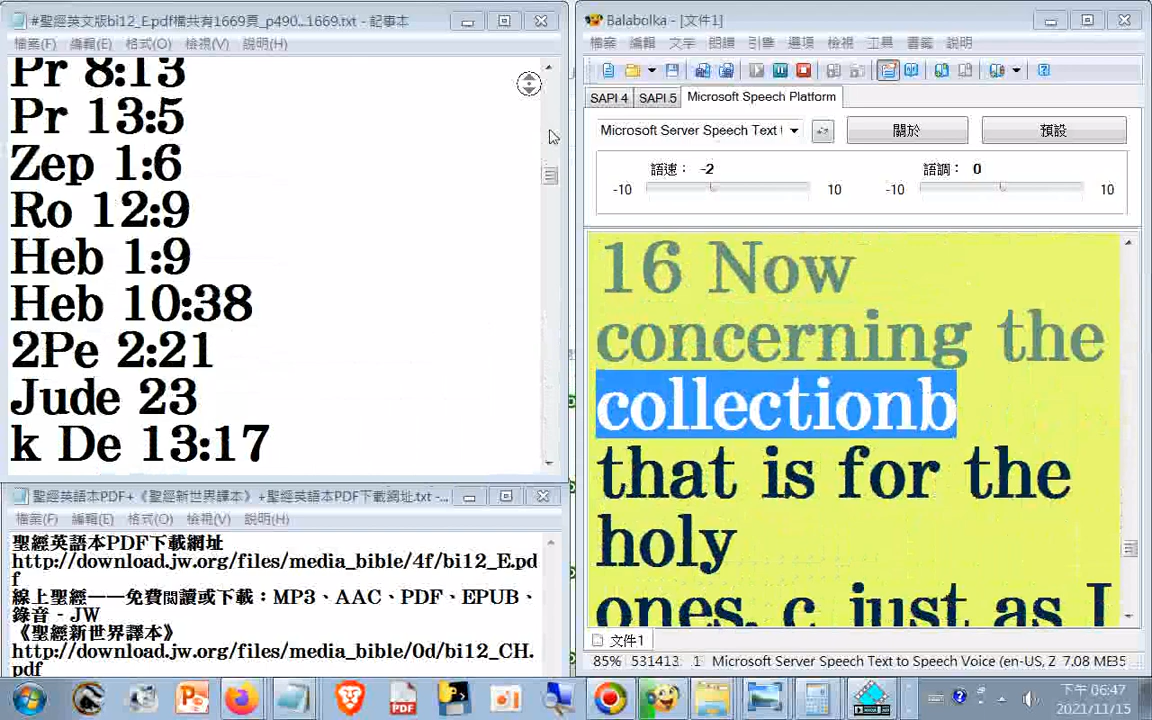 #聖經英文版bi12_E.pdf檔共有1669頁_p490...1669.txt - 記事本
檔案(F) 編輯(E) 格式(O) 檢視(V) 說明(H)
Pr 8:13
Pr 13:5
Zep 1:6
Ro 12:9
Heb 1:9
Heb 10:38
2Pe 2:21
Jude 23
k De 13:17
聖經英語本PDF+《聖經新世界譯本》+聖經英語本PDF下載網址.txt -...
檔案(F) 編輯(E) 格式(O) 檢視(V) 說明(H)
聖經英語本PDF下載網址
http://download.jw.org/files/media_bible/4f/bi12_E.pd
f
線上聖經——免費閱讀或下載：MP3、AAC、PDF、EPUB、
錄音 - JW
《聖經新世界譯本》
http://download.jw.org/files/media_bible/0d/bi12_CH.
pdf
Balabolka - [文件1]
檔案 編輯 文字 閱讀 引擎 選項 檢視 工具 書籤 說明
SAPI 4 SAPI 5 Microsoft Speech Platform
Microsoft Server Speech Text 關於 預設
語速： -2 語調： 0
-10 10 -10 10
16 Now
concerning the
collectionb
that is for the
holy
ones, c just as I
文件1
85% 531413: 1 Microsoft Server Speech Text to Speech Voice (en-US, Z 7.08 MB
下午 06:47
2021/11/15